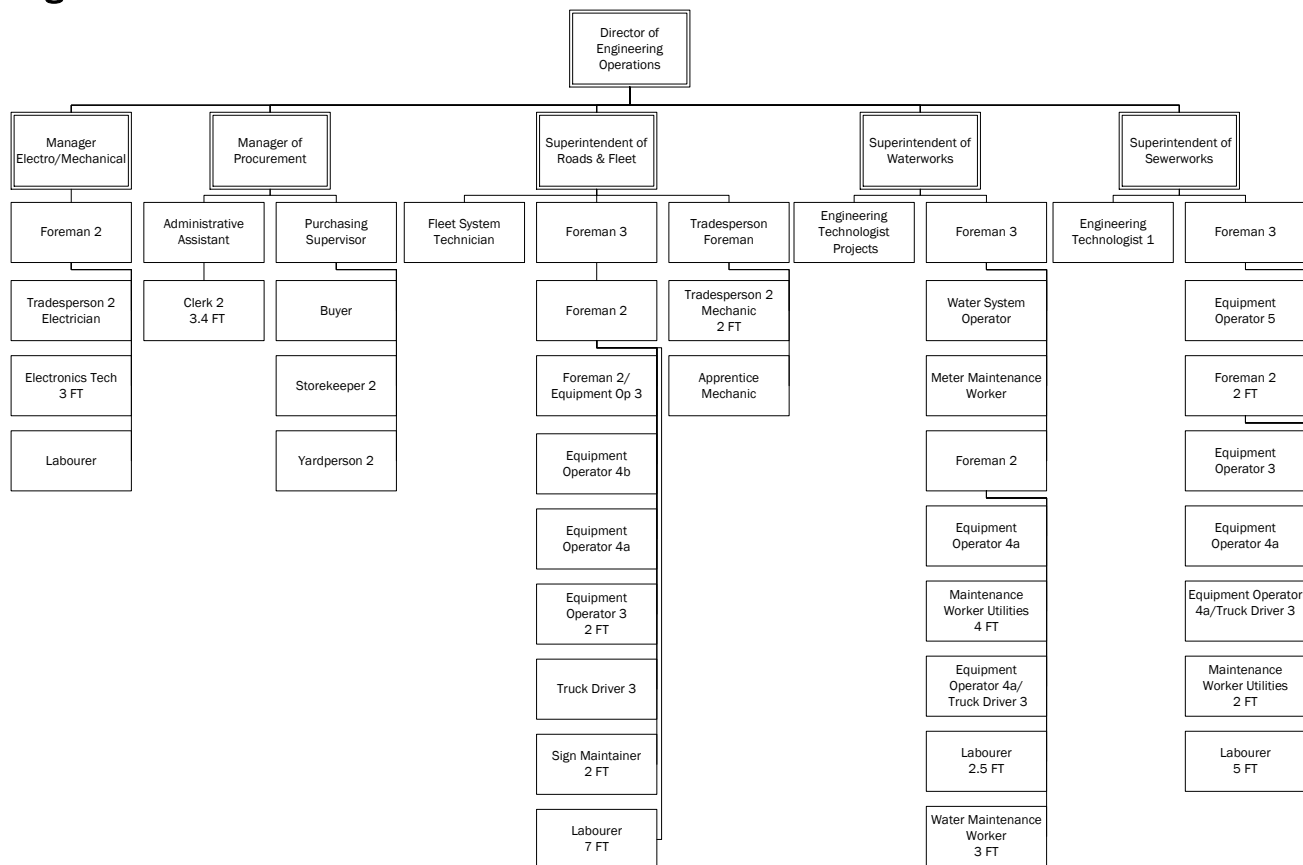 Director of
Engineering
Operations
Manager
Electro/Mechanical
Manager of
Procurement
Superintendent of
Roads & Fleet
Superintendent of
Waterworks
Superintendent of
Sewerworks
Foreman 2
Administrative
Assistant
Purchasing
Supervisor
Fleet System
Technician
Foreman 3
Tradesperson
Foreman
Engineering
Technologist
Projects
Foreman 3
Engineering
Technologist 1
Foreman 3
Tradesperson 2
Electrician
Clerk 2
3.4 FT
Buyer
Foreman 2
Tradesperson 2
Mechanic
2 FT
Water System
Operator
Equipment
Operator 5
Electronics Tech
3 FT
Storekeeper 2
Foreman 2/
Equipment Op 3
Apprentice
Mechanic
Meter Maintenance
Worker
Foreman 2
2 FT
Labourer
Yardperson 2
Equipment
Operator 4b
Foreman 2
Equipment
Operator 3
Equipment
Operator 4a
Equipment
Operator 4a
Equipment
Operator 4a
Equipment
Operator 3
2 FT
Maintenance
Worker Utilities
4 FT
Equipment Operator
4a/Truck Driver 3
Truck Driver 3
Equipment
Operator 4a/
Truck Driver 3
Maintenance
Worker Utilities
2 FT
Sign Maintainer
2 FT
Labourer
2.5 FT
Labourer
5 FT
Labourer
7 FT
Water Maintenance
Worker
3 FT